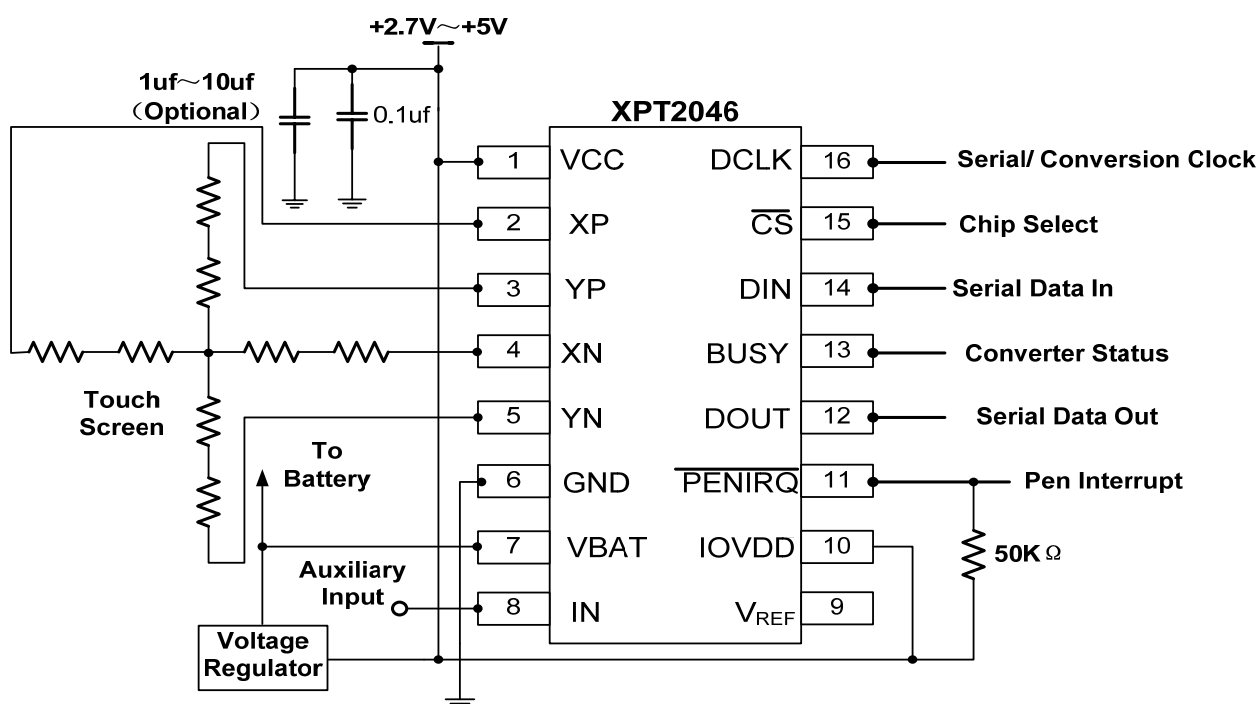 +2.7V～+5V
1uf～10uf
（Optional）
0.1uf
XPT2046
1 VCC DCLK 16 Serial/ Conversion Clock
2 XP C̅S̅ 15 Chip Select
3 YP DIN 14 Serial Data In
4 XN BUSY 13 Converter Status
Touch
Screen
5 YN DOUT 12 Serial Data Out
To
Battery
6 GND P̅E̅N̅I̅R̅Q̅ 11 Pen Interrupt
7 VBAT IOVDD 10
50KΩ
Auxiliary
Input
8 IN VREF 9
Voltage
Regulator